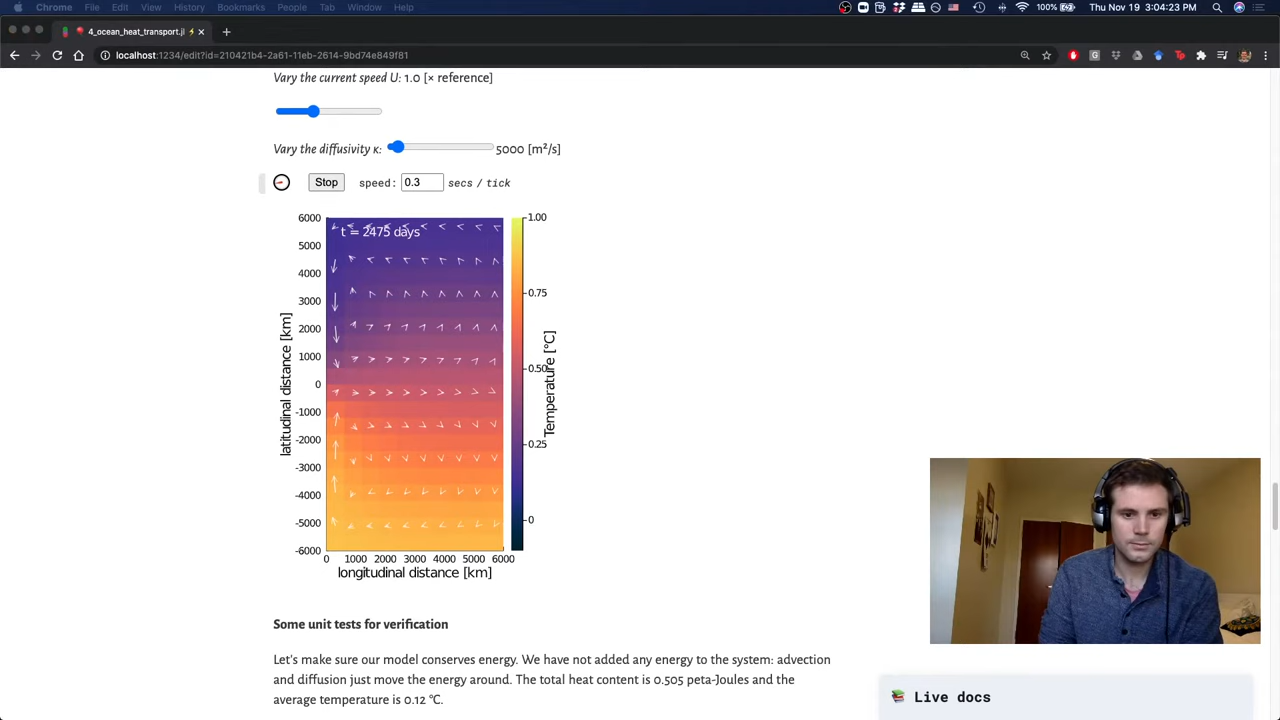 Chrome File Edit View History Bookmarks People Tab Window Help 100% Thu Nov 19 3:04:23 PM
4_ocean_heat_transport.jl
localhost:1234/edit?id=210421b4-2a61-11eb-2614-9bd74e849f81
Vary the current speed U: 1.0 [× reference]
Vary the diffusivity κ: 5000 [m²/s]
Stop speed: 0.3 secs / tick
t = 2475 days
6000
5000
4000
3000
2000
1000
0
-1000
-2000
-3000
-4000
-5000
-6000
latitudinal distance [km]
0 1000 2000 3000 4000 5000 6000
longitudinal distance [km]
1.00
0.75
0.50
0.25
0
Temperature [°C]
Some unit tests for verification
Let's make sure our model conserves energy. We have not added any energy to the system: advection
and diffusion just move the energy around. The total heat content is 0.505 peta-Joules and the
average temperature is 0.12 °C.
Live docs